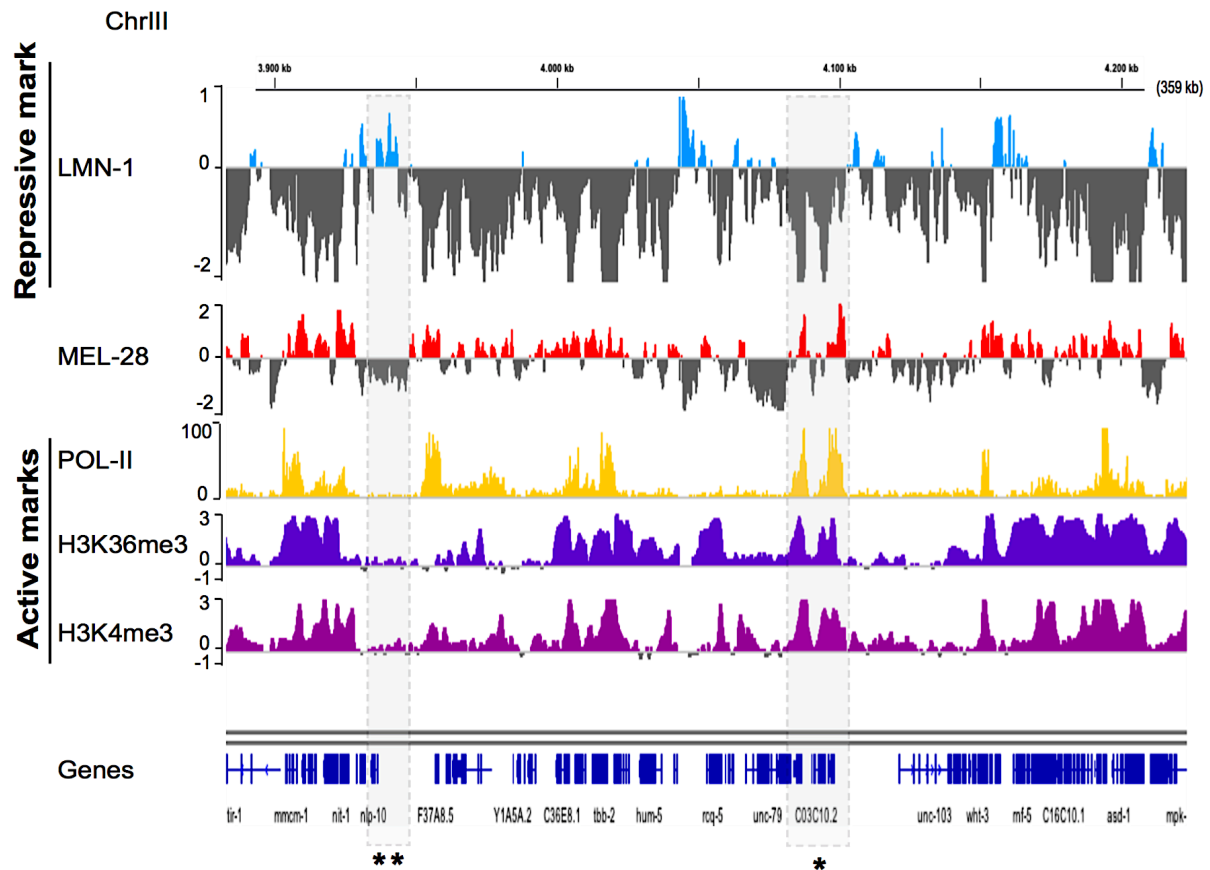 ChrIII
3.900 kb 4.000 kb 4.100 kb 4.200 kb
(359 kb)
Repressive mark
LMN-1
1
0
-2
MEL-28
2
0
-2
Active marks
POL-II
100
0
H3K36me3
3
0
-1
H3K4me3
3
0
-1
Genes
tir-1 mmcm-1 nit-1 nlp-10 F37A8.5 Y1A5A.2 C36E8.1 tbb-2 hum-5 rcq-5 unc-79 C03C10.2 unc-103 wht-3 mf-5 C16C10.1 asd-1 mpk-
** *